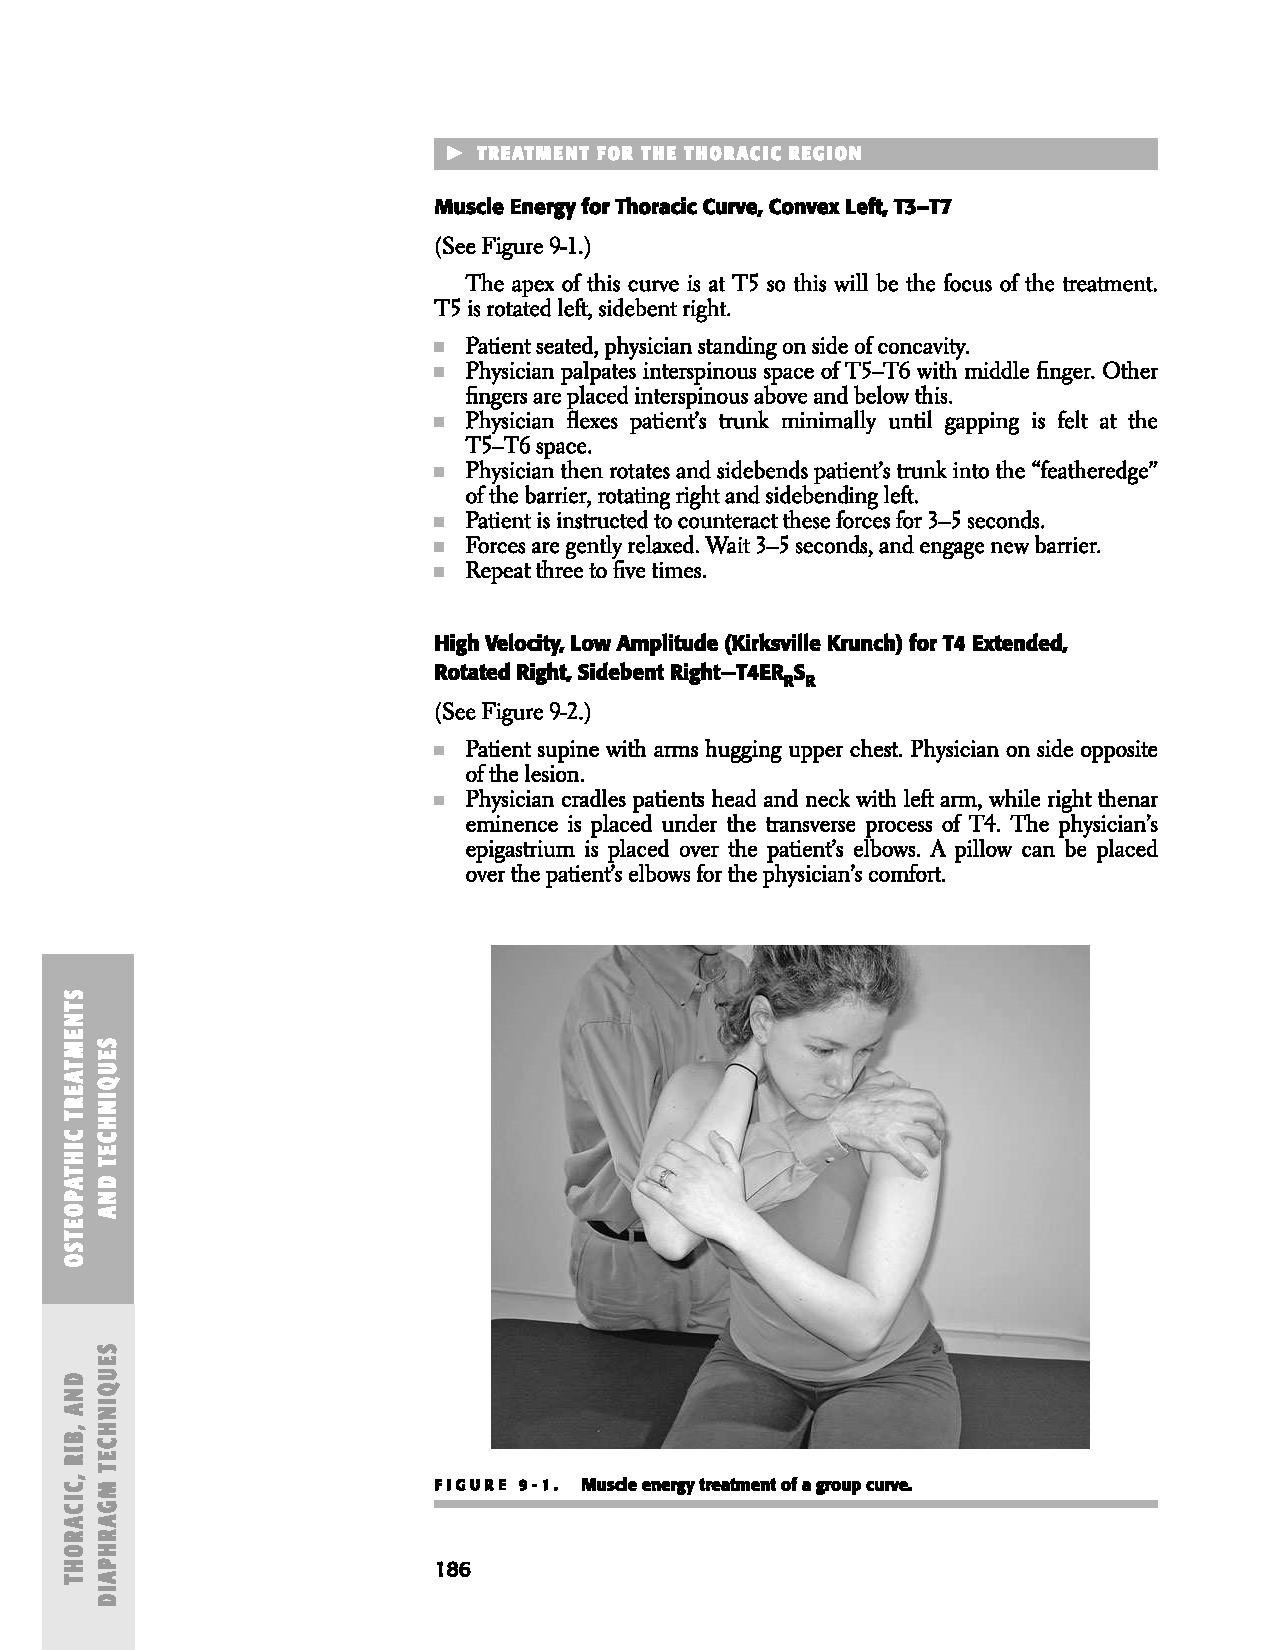 ▶ TREATMENT FOR THE THORACIC REGION
Muscle Energy for Thoracic Curve, Convex Left, T3–T7
(See Figure 9-1.)
The apex of this curve is at T5 so this will be the focus of the treatment.
T5 is rotated left, sidebent right.
■ Patient seated, physician standing on side of concavity.
■ Physician palpates interspinous space of T5–T6 with middle finger. Other
fingers are placed interspinous above and below this.
■ Physician flexes patient’s trunk minimally until gapping is felt at the
T5–T6 space.
■ Physician then rotates and sidebends patient’s trunk into the “featheredge”
of the barrier, rotating right and sidebending left.
■ Patient is instructed to counteract these forces for 3–5 seconds.
■ Forces are gently relaxed. Wait 3–5 seconds, and engage new barrier.
■ Repeat three to five times.
High Velocity, Low Amplitude (Kirksville Krunch) for T4 Extended,
Rotated Right, Sidebent Right—T4ERRSR
(See Figure 9-2.)
■ Patient supine with arms hugging upper chest. Physician on side opposite
of the lesion.
■ Physician cradles patients head and neck with left arm, while right thenar
eminence is placed under the transverse process of T4. The physician’s
epigastrium is placed over the patient’s elbows. A pillow can be placed
over the patient’s elbows for the physician’s comfort.
OSTEOPATHIC TREATMENTS
AND TECHNIQUES
THORACIC, RIB, AND
DIAPHRAGM TECHNIQUES
FIGURE 9-1. Muscle energy treatment of a group curve.
186